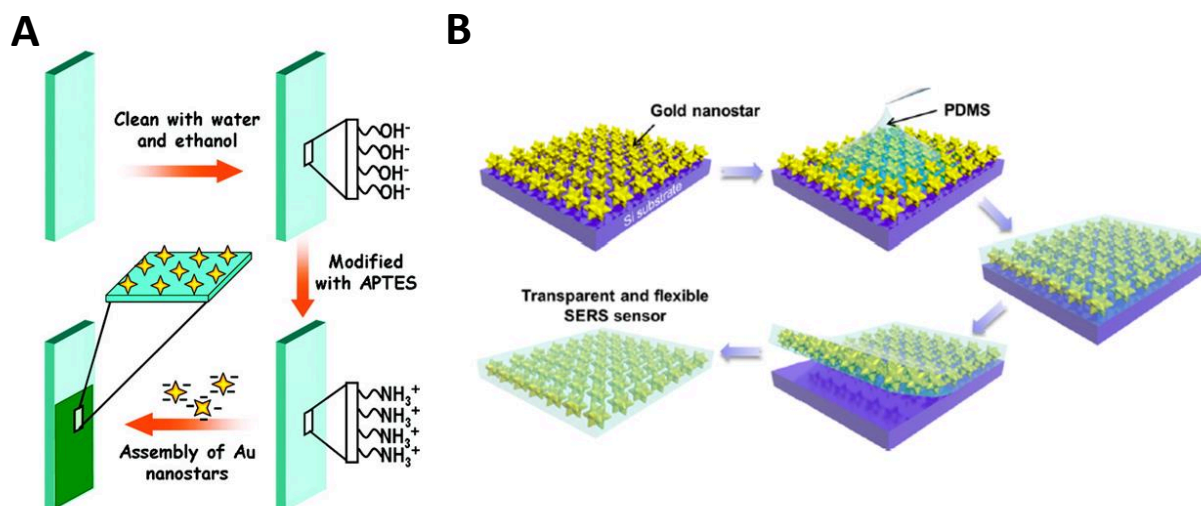 A
Clean with water
and ethanol
OH⁻
OH⁻
OH⁻
OH⁻
Modified
with APTES
NH₃⁺
NH₃⁺
NH₃⁺
NH₃⁺
Assembly of Au
nanostars
B
Gold nanostar
PDMS
Si substrate
Transparent and flexible
SERS sensor